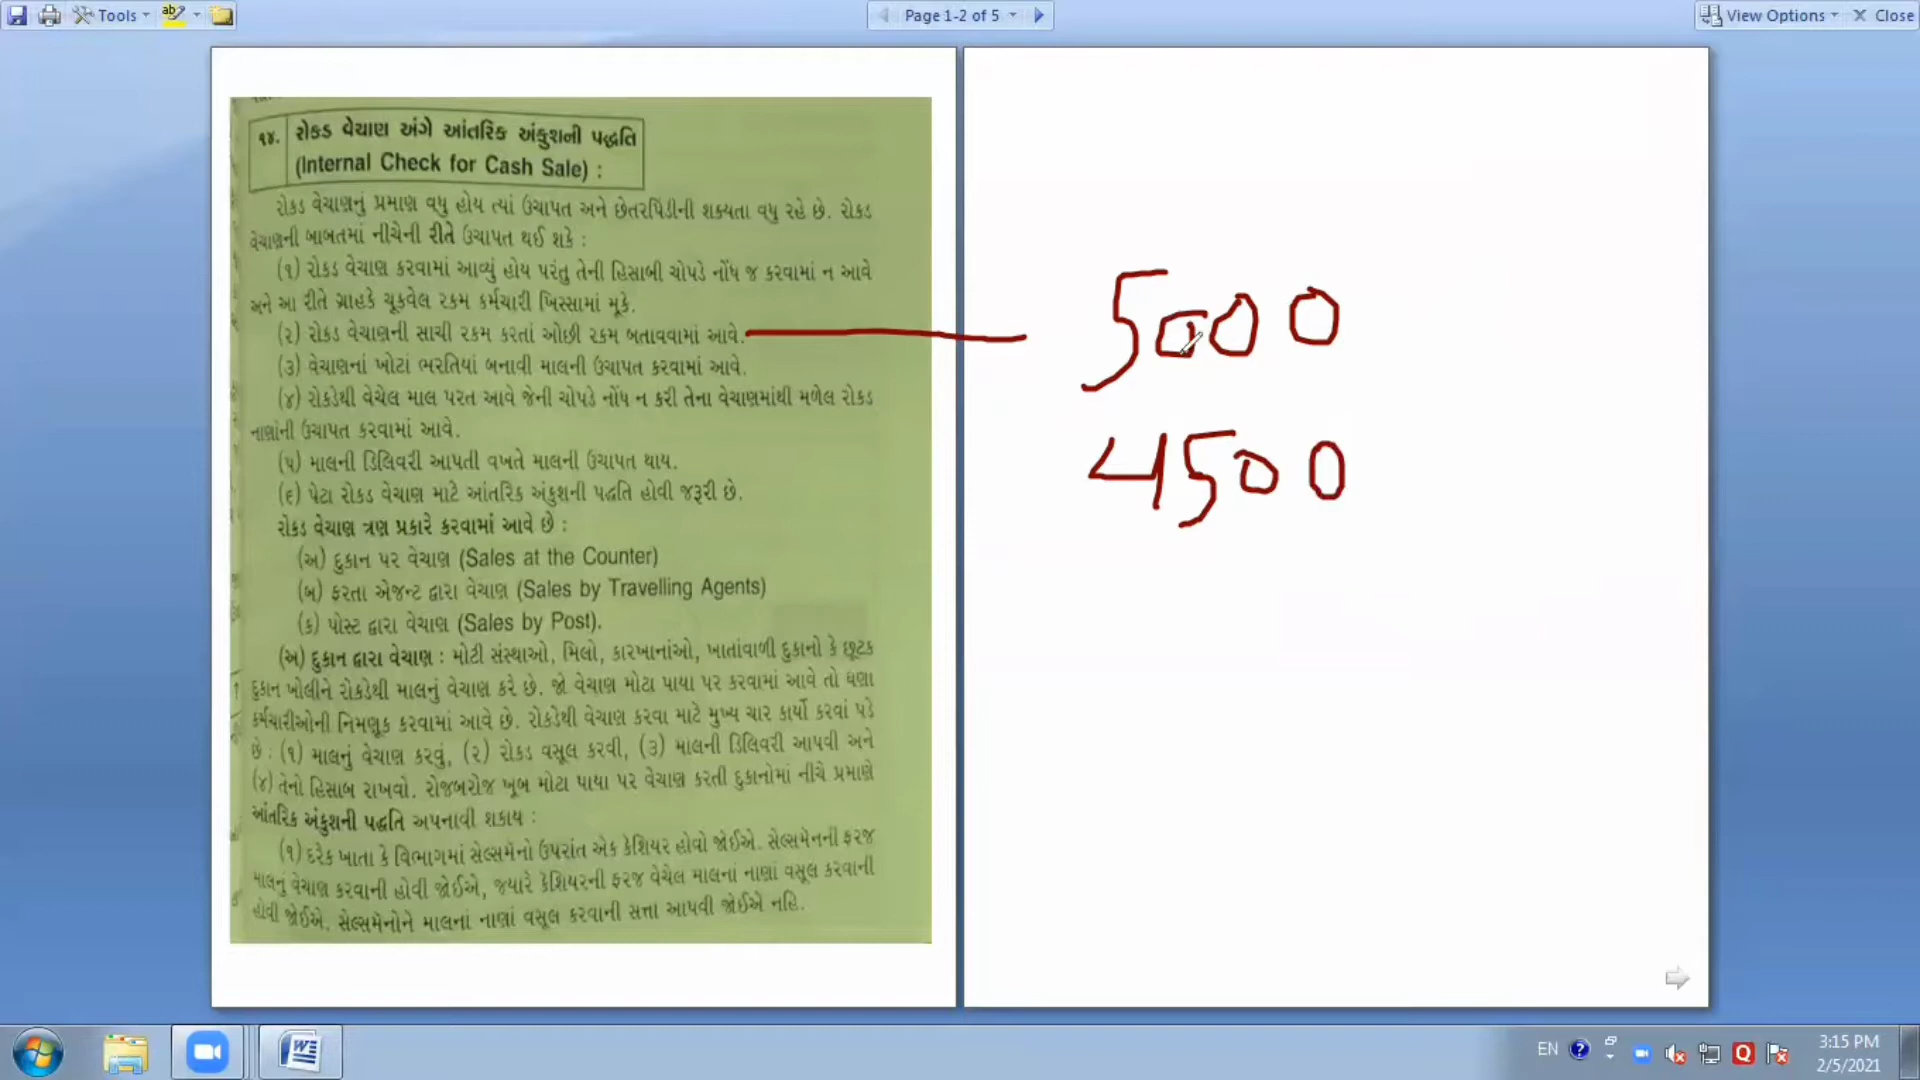 Tools
Page 1-2 of 5
View Options
Close
૧૪. રોકડ વેચાણ અંગે આંતરિક અંકુશની પદ્ધતિ
(Internal Check for Cash Sale) :
રોકડ વેચાણનું પ્રમાણ વધુ હોય ત્યાં ઉચાપત અને છેતરપિંડીની શક્યતા વધુ રહે છે. રોકડ
વેચાણની બાબતમાં નીચેની રીતે ઉચાપત થઈ શકે :
(૧) રોકડ વેચાણ કરવામાં આવ્યું હોય પરંતુ તેની હિસાબી ચોપડે નોંધ જ કરવામાં ન આવે
અને આ રીતે ગ્રાહકે ચૂકવેલ રકમ કર્મચારી ખિસ્સામાં મૂકે.
(૨) રોકડ વેચાણની સાચી રકમ કરતાં ઓછી રકમ બતાવવામાં આવે.
5000
(૩) વેચાણનાં ખોટાં ભરતિયાં બનાવી માલની ઉચાપત કરવામાં આવે.
(૪) રોકડેથી વેચેલ માલ પરત આવે જેની ચોપડે નોંધ ન કરી તેના વેચાણમાંથી મળેલ રોકડ
નાણાંની ઉચાપત કરવામાં આવે.
4500
(૫) માલની ડિલિવરી આપતી વખતે માલની ઉચાપત થાય.
(૬) પેટા રોકડ વેચાણ માટે આંતરિક અંકુશની પદ્ધતિ હોવી જરૂરી છે.
રોકડ વેચાણ ત્રણ પ્રકારે કરવામાં આવે છે :
(અ) દુકાન પર વેચાણ (Sales at the Counter)
(બ) ફરતા એજન્ટ દ્વારા વેચાણ (Sales by Travelling Agents)
(ક) પોસ્ટ દ્વારા વેચાણ (Sales by Post).
(અ) દુકાન દ્વારા વેચાણ : મોટી સંસ્થાઓ, મિલો, કારખાનાંઓ, ખાતાંવાળી દુકાનો કે છૂટક
દુકાન ખોલીને રોકડેથી માલનું વેચાણ કરે છે. જો વેચાણ મોટા પાયા પર કરવામાં આવે તો ઘણા
કર્મચારીઓની નિમણૂક કરવામાં આવે છે. રોકડેથી વેચાણ કરવા માટે મુખ્ય ચાર કાર્યો કરવાં પડે
છે : (૧) માલનું વેચાણ કરવું, (૨) રોકડ વસૂલ કરવી, (૩) માલની ડિલિવરી આપવી અને
(૪) તેનો હિસાબ રાખવો. રોજબરોજ ખૂબ મોટા પાયા પર વેચાણ કરતી દુકાનોમાં નીચે પ્રમાણે
આંતરિક અંકુશની પદ્ધતિ અપનાવી શકાય :
(૧) દરેક ખાતા કે વિભાગમાં સેલ્સમૅનો ઉપરાંત એક કેશિયર હોવો જોઈએ. સેલ્સમૅનની ફરજ
માલનું વેચાણ કરવાની હોવી જોઈએ, જ્યારે કેશિયરની ફરજ વેચેલ માલનાં નાણાં વસૂલ કરવાની
હોવી જોઈએ. સેલ્સમૅનોને માલનાં નાણાં વસૂલ કરવાની સત્તા આપવી જોઈએ નહિ.
EN
3:15 PM
2/5/2021